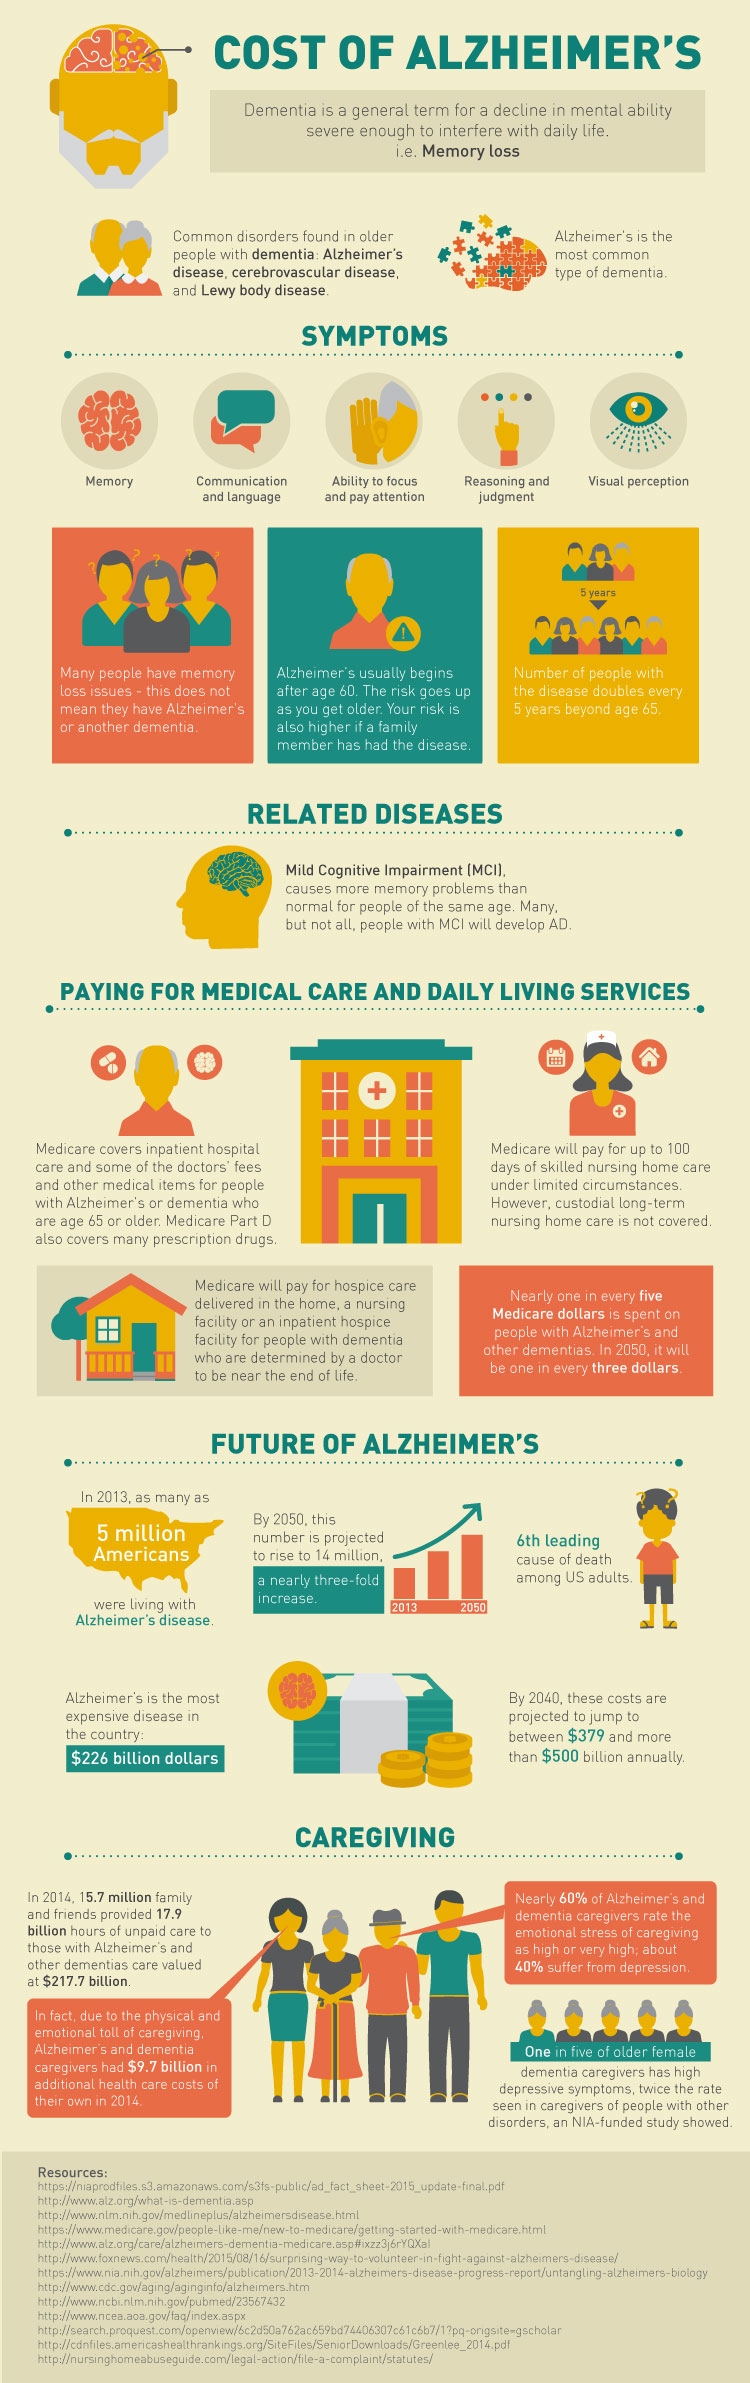 COST OF ALZHEIMER'S
Dementia is a general term for a decline in mental ability
severe enough to interfere with daily life.
i.e. Memory loss
Common disorders found in older
people with dementia: Alzheimer's
disease, cerebrovascular disease,
and Lewy body disease.
Alzheimer's is the
most common
type of dementia.
SYMPTOMS
Memory
Communication
and language
Ability to focus
and pay attention
Reasoning and
judgment
Visual perception
? ? ?
Many people have memory
loss issues - this does not
mean they have Alzheimer's
or another dementia.
!
Alzheimer's usually begins
after age 60. The risk goes up
as you get older. Your risk is
also higher if a family
member has had the disease.
5 years
Number of people with
the disease doubles every
5 years beyond age 65.
RELATED DISEASES
Mild Cognitive Impairment (MCI),
causes more memory problems than
normal for people of the same age. Many,
but not all, people with MCI will develop AD.
PAYING FOR MEDICAL CARE AND DAILY LIVING SERVICES
Medicare covers inpatient hospital
care and some of the doctors' fees
and other medical items for people
with Alzheimer's or dementia who
are age 65 or older. Medicare Part D
also covers many prescription drugs.
Medicare will pay for up to 100
days of skilled nursing home care
under limited circumstances.
However, custodial long-term
nursing home care is not covered.
Medicare will pay for hospice care
delivered in the home, a nursing
facility or an inpatient hospice
facility for people with dementia
who are determined by a doctor
to be near the end of life.
Nearly one in every five
Medicare dollars is spent on
people with Alzheimer's and
other dementias. In 2050, it will
be one in every three dollars.
FUTURE OF ALZHEIMER'S
In 2013, as many as
5 million
Americans
were living with
Alzheimer's disease.
By 2050, this
number is projected
to rise to 14 million,
a nearly three-fold
increase.
2013 2050
6th leading
cause of death
among US adults.
? ?
Alzheimer's is the most
expensive disease in
the country:
$226 billion dollars
By 2040, these costs are
projected to jump to
between $379 and more
than $500 billion annually.
CAREGIVING
In 2014, 15.7 million family
and friends provided 17.9
billion hours of unpaid care to
those with Alzheimer's and
other dementias care valued
at $217.7 billion.
In fact, due to the physical and
emotional toll of caregiving,
Alzheimer's and dementia
caregivers had $9.7 billion in
additional health care costs of
their own in 2014.
Nearly 60% of Alzheimer's and
dementia caregivers rate the
emotional stress of caregiving
as high or very high; about
40% suffer from depression.
One in five of older female
dementia caregivers has high
depressive symptoms, twice the rate
seen in caregivers of people with other
disorders, an NIA-funded study showed.
Resources:
https://niaprodfiles.s3.amazonaws.com/s3fs-public/ad_fact_sheet-2015_update-final.pdf
http://www.alz.org/what-is-dementia.asp
http://www.nlm.nih.gov/medlineplus/alzheimersdisease.html
https://www.medicare.gov/people-like-me/new-to-medicare/getting-started-with-medicare.html
http://www.alz.org/care/alzheimers-dementia-medicare.asp#ixzz3j6rYQXal
http://www.foxnews.com/health/2015/08/16/surprising-way-to-volunteer-in-fight-against-alzheimers-disease/
https://www.nia.nih.gov/alzheimers/publication/2013-2014-alzheimers-disease-progress-report/untangling-alzheimers-biology
http://www.cdc.gov/aging/aginginfo/alzheimers.htm
http://www.ncbi.nlm.nih.gov/pubmed/23567432
http://www.ncea.aoa.gov/faq/index.aspx
http://search.proquest.com/openview/6c2d50a762ac659bd74406307c61c6b7/1?pq-origsite=gscholar
http://cdnfiles.americashealthrankings.org/SiteFiles/SeniorDownloads/Greenlee_2014.pdf
http://nursinghomeabuseguide.com/legal-action/file-a-complaint/statutes/